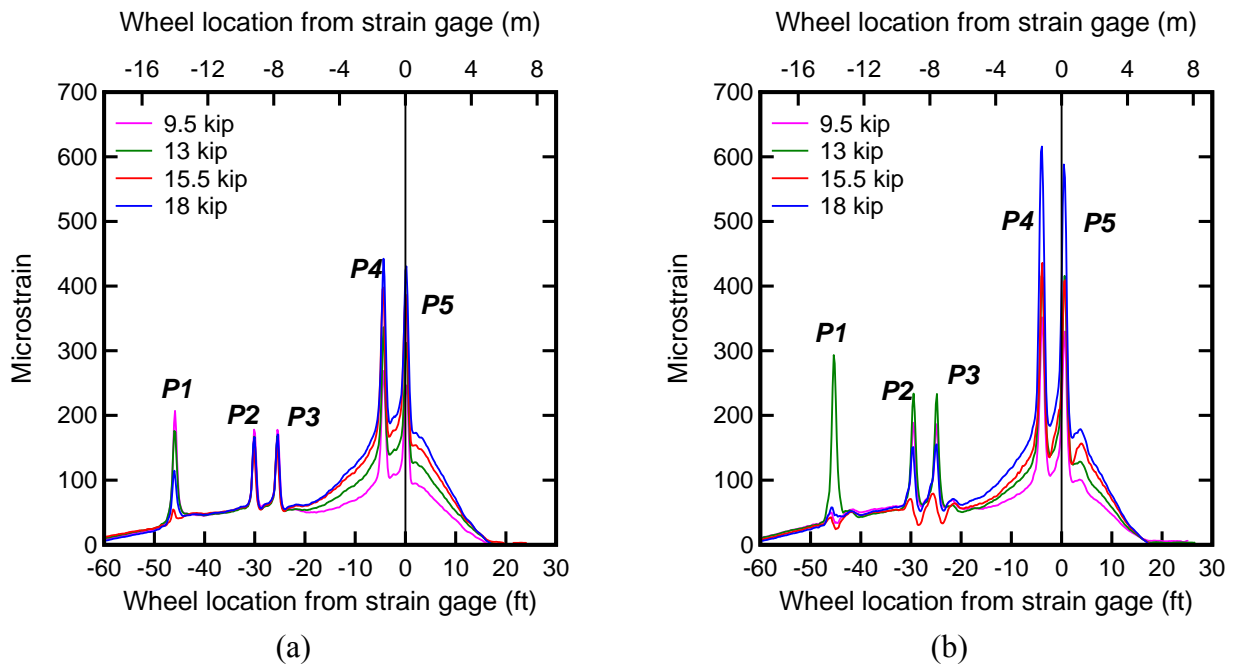 Wheel location from strain gage (m)
-16 -12 -8 -4 0 4 8
700
600
500
400
300
200
100
0
Microstrain
9.5 kip
13 kip
15.5 kip
18 kip
P1
P2
P3
P4
P5
-60 -50 -40 -30 -20 -10 0 10 20 30
Wheel location from strain gage (ft)
(a)
Wheel location from strain gage (m)
-16 -12 -8 -4 0 4 8
700
600
500
400
300
200
100
0
Microstrain
9.5 kip
13 kip
15.5 kip
18 kip
P1
P2
P3
P4
P5
-60 -50 -40 -30 -20 -10 0 10 20 30
Wheel location from strain gage (ft)
(b)